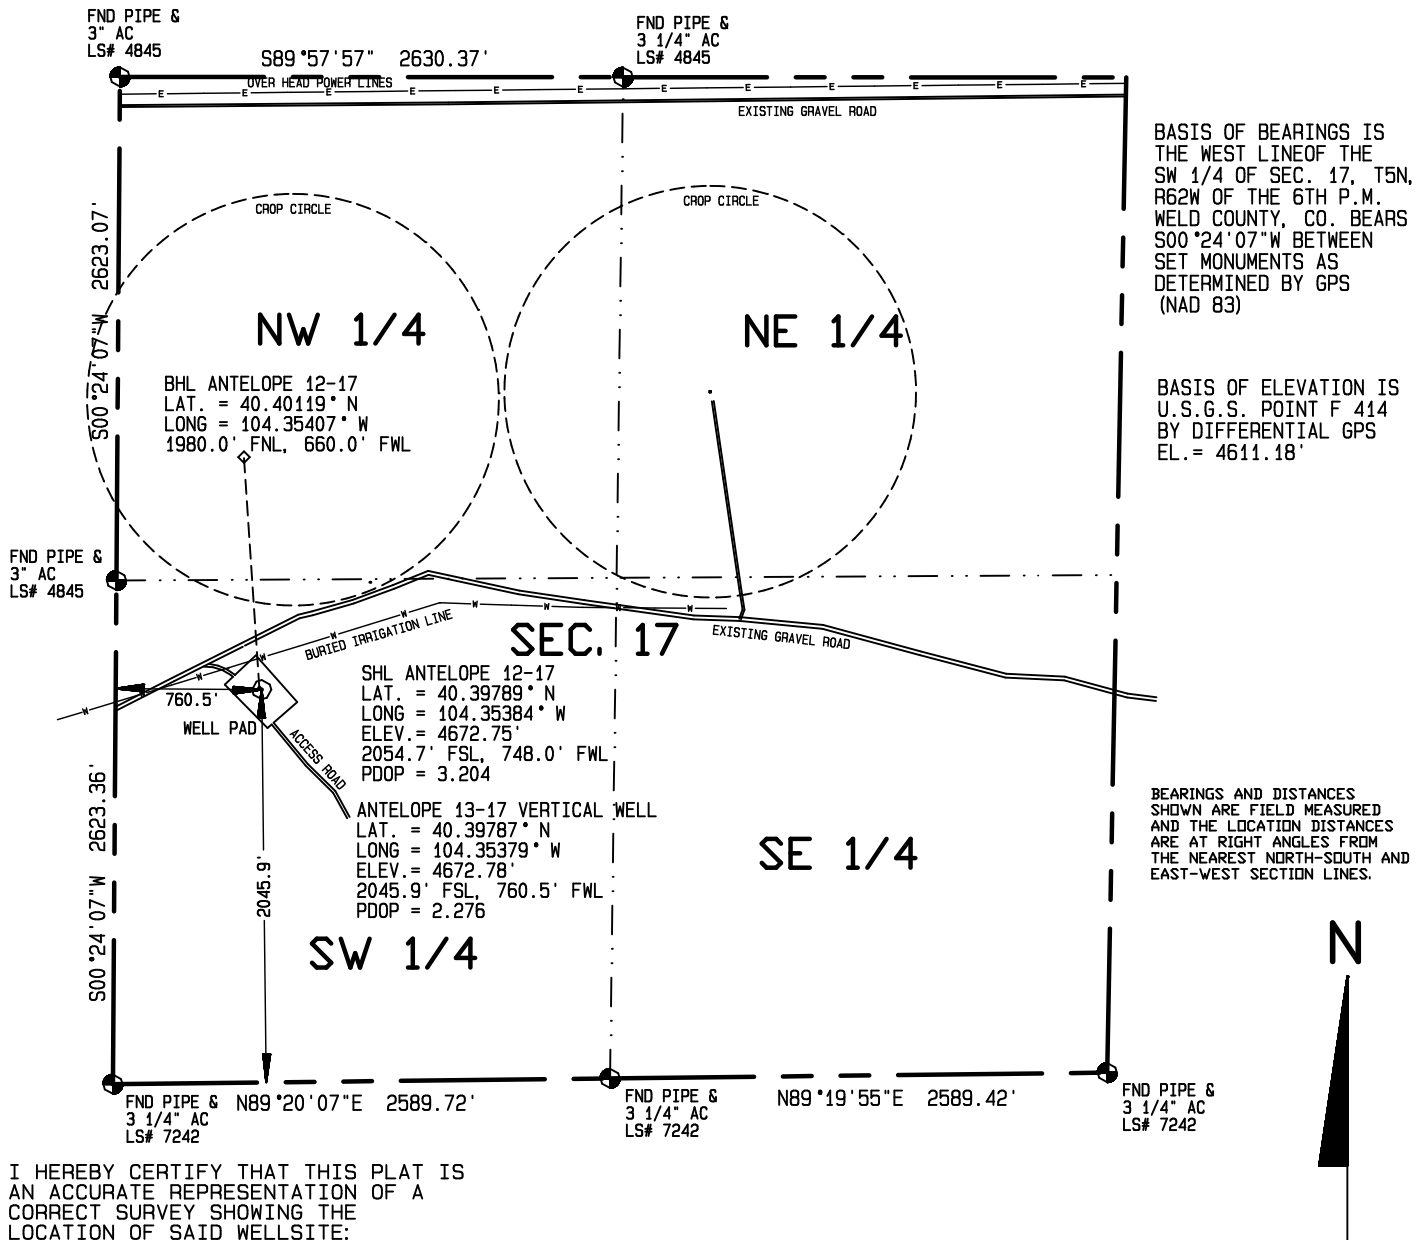 FND PIPE &
3" AC
LS# 4845
FND PIPE &
3 1/4" AC
LS# 4845
S89°57'57" 2630.37'
OVER HEAD POWER LINES
E E E E E E E E E E E E
EXISTING GRAVEL ROAD
BASIS OF BEARINGS IS
THE WEST LINEOF THE
SW 1/4 OF SEC. 17, T5N,
R62W OF THE 6TH P.M.
WELD COUNTY, CO. BEARS
S00°24'07"W BETWEEN
SET MONUMENTS AS
DETERMINED BY GPS
(NAD 83)
CROP CIRCLE
CROP CIRCLE
S00°24'07"W 2623.07'
NW 1/4
NE 1/4
BHL ANTELOPE 12-17
LAT. = 40.40119° N
LONG = 104.35407° W
1980.0' FNL, 660.0' FWL
BASIS OF ELEVATION IS
U.S.G.S. POINT F 414
BY DIFFERENTIAL GPS
EL.= 4611.18'
FND PIPE &
3" AC
LS# 4845
W W W W W W W W
BURIED IRRIGATION LINE
SEC. 17
EXISTING GRAVEL ROAD
SHL ANTELOPE 12-17
LAT. = 40.39789° N
LONG = 104.35384° W
ELEV.= 4672.75'
2054.7' FSL, 748.0' FWL
PDOP = 3.204
760.5'
WELL PAD
ACCESS ROAD
ANTELOPE 13-17 VERTICAL WELL
LAT. = 40.39787° N
LONG = 104.35379° W
ELEV.= 4672.78'
2045.9' FSL, 760.5' FWL
PDOP = 2.276
S00°24'07"W 2623.36'
2045.9'
SE 1/4
SW 1/4
BEARINGS AND DISTANCES
SHOWN ARE FIELD MEASURED
AND THE LOCATION DISTANCES
ARE AT RIGHT ANGLES FROM
THE NEAREST NORTH-SOUTH AND
EAST-WEST SECTION LINES.
N
FND PIPE &
3 1/4" AC
LS# 7242
N89°20'07"E 2589.72'
FND PIPE &
3 1/4" AC
LS# 7242
N89°19'55"E 2589.42'
FND PIPE &
3 1/4" AC
LS# 7242
I HEREBY CERTIFY THAT THIS PLAT IS
AN ACCURATE REPRESENTATION OF A
CORRECT SURVEY SHOWING THE
LOCATION OF SAID WELLSITE: